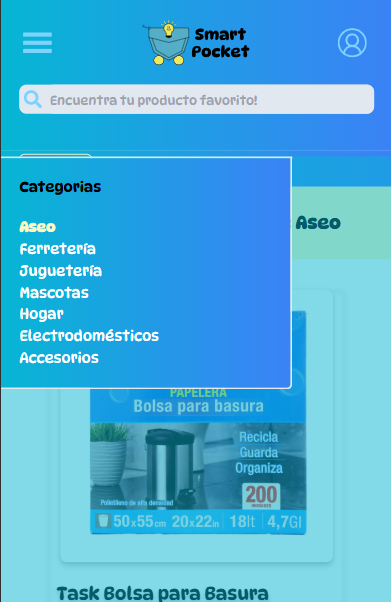 Smart
Pocket
Encuentra tu producto favorito!
Categorias
Aseo
Aseo
Ferretería
Juguetería
Mascotas
Hogar
Electrodomésticos
Accesorios
PAPELERA
Bolsa para basura
Recicla
Guarda
Organiza
200
Polietileno de alta densidad
50x55cm 20x22in 18lt 4,7Gl
Task Bolsa para Basura